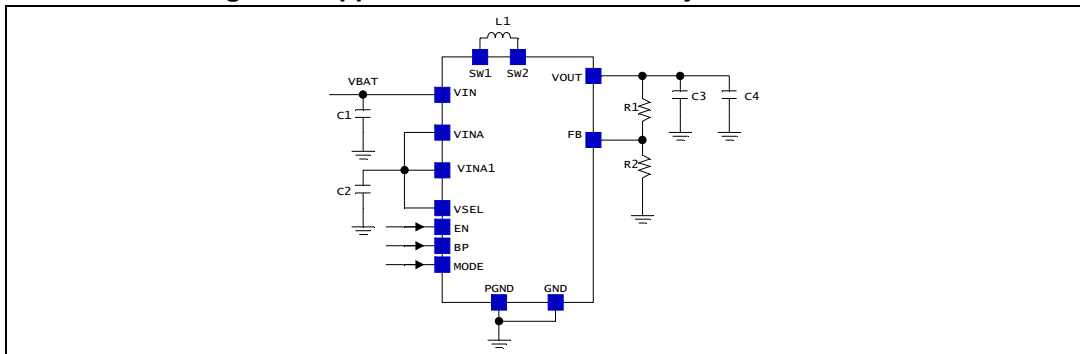 L1
SW1 SW2
VBAT
VIN
VOUT
C1
R1
C3
C4
VINA
FB
VINA1
R2
C2
VSEL
EN
BP
MODE
PGND
GND